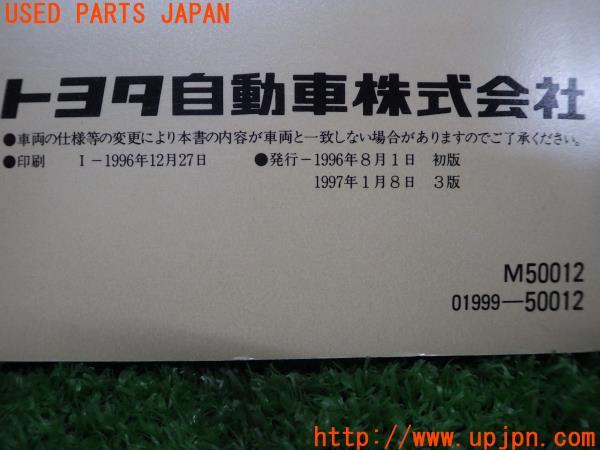 USED PARTS JAPAN
トヨタ自動車株式会社
●車両の仕様等の変更により本書の内容が車両と一致しない場合がありますのでご了承ください。
●印刷 I－1996年12月27日 ●発行－1996年8月1日 初版
1997年1月8日 3版
M50012
01999－50012
http://www.upjpn.com/